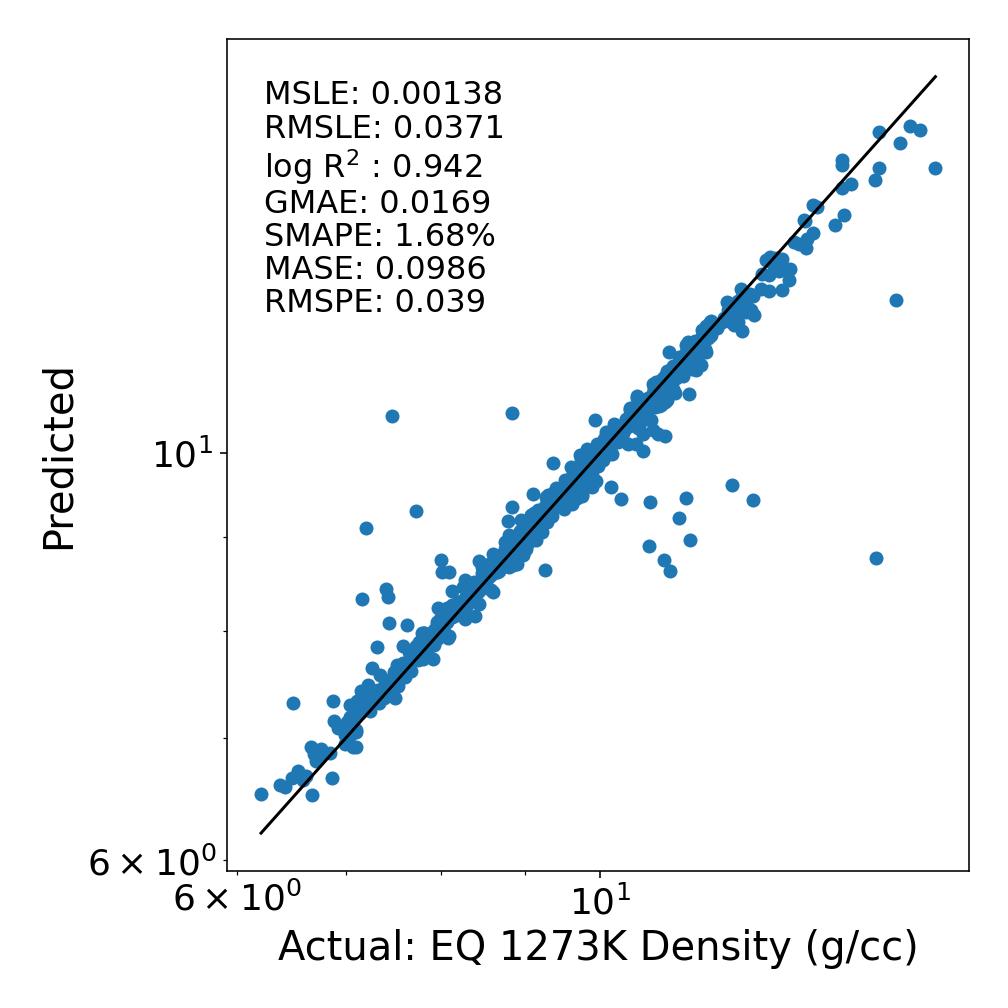 MSLE: 0.00138
RMSLE: 0.0371
log R² : 0.942
GMAE: 0.0169
SMAPE: 1.68%
MASE: 0.0986
RMSPE: 0.039
Predicted
10¹
6 × 10⁰
6 × 10⁰
10¹
Actual: EQ 1273K Density (g/cc)